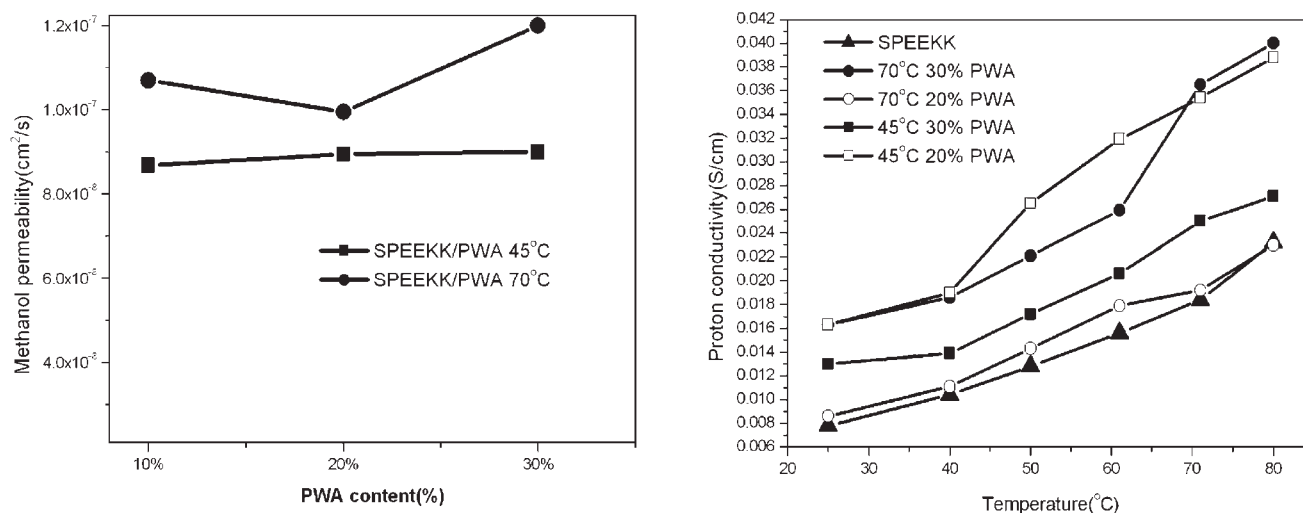 1.2x10⁻⁷
1.0x10⁻⁷
8.0x10⁻⁸
6.0x10⁻⁸
4.0x10⁻⁸
Methanol permeability(cm²/s)
SPEEKK/PWA 45°C
SPEEKK/PWA 70°C
10%
20%
30%
PWA content(%)
0.042
0.040
0.038
0.036
0.034
0.032
0.030
0.028
0.026
0.024
0.022
0.020
0.018
0.016
0.014
0.012
0.010
0.008
0.006
Proton conductivity(S/cm)
SPEEKK
70°C 30% PWA
70°C 20% PWA
45°C 30% PWA
45°C 20% PWA
20
30
40
50
60
70
80
Temperature(°C)